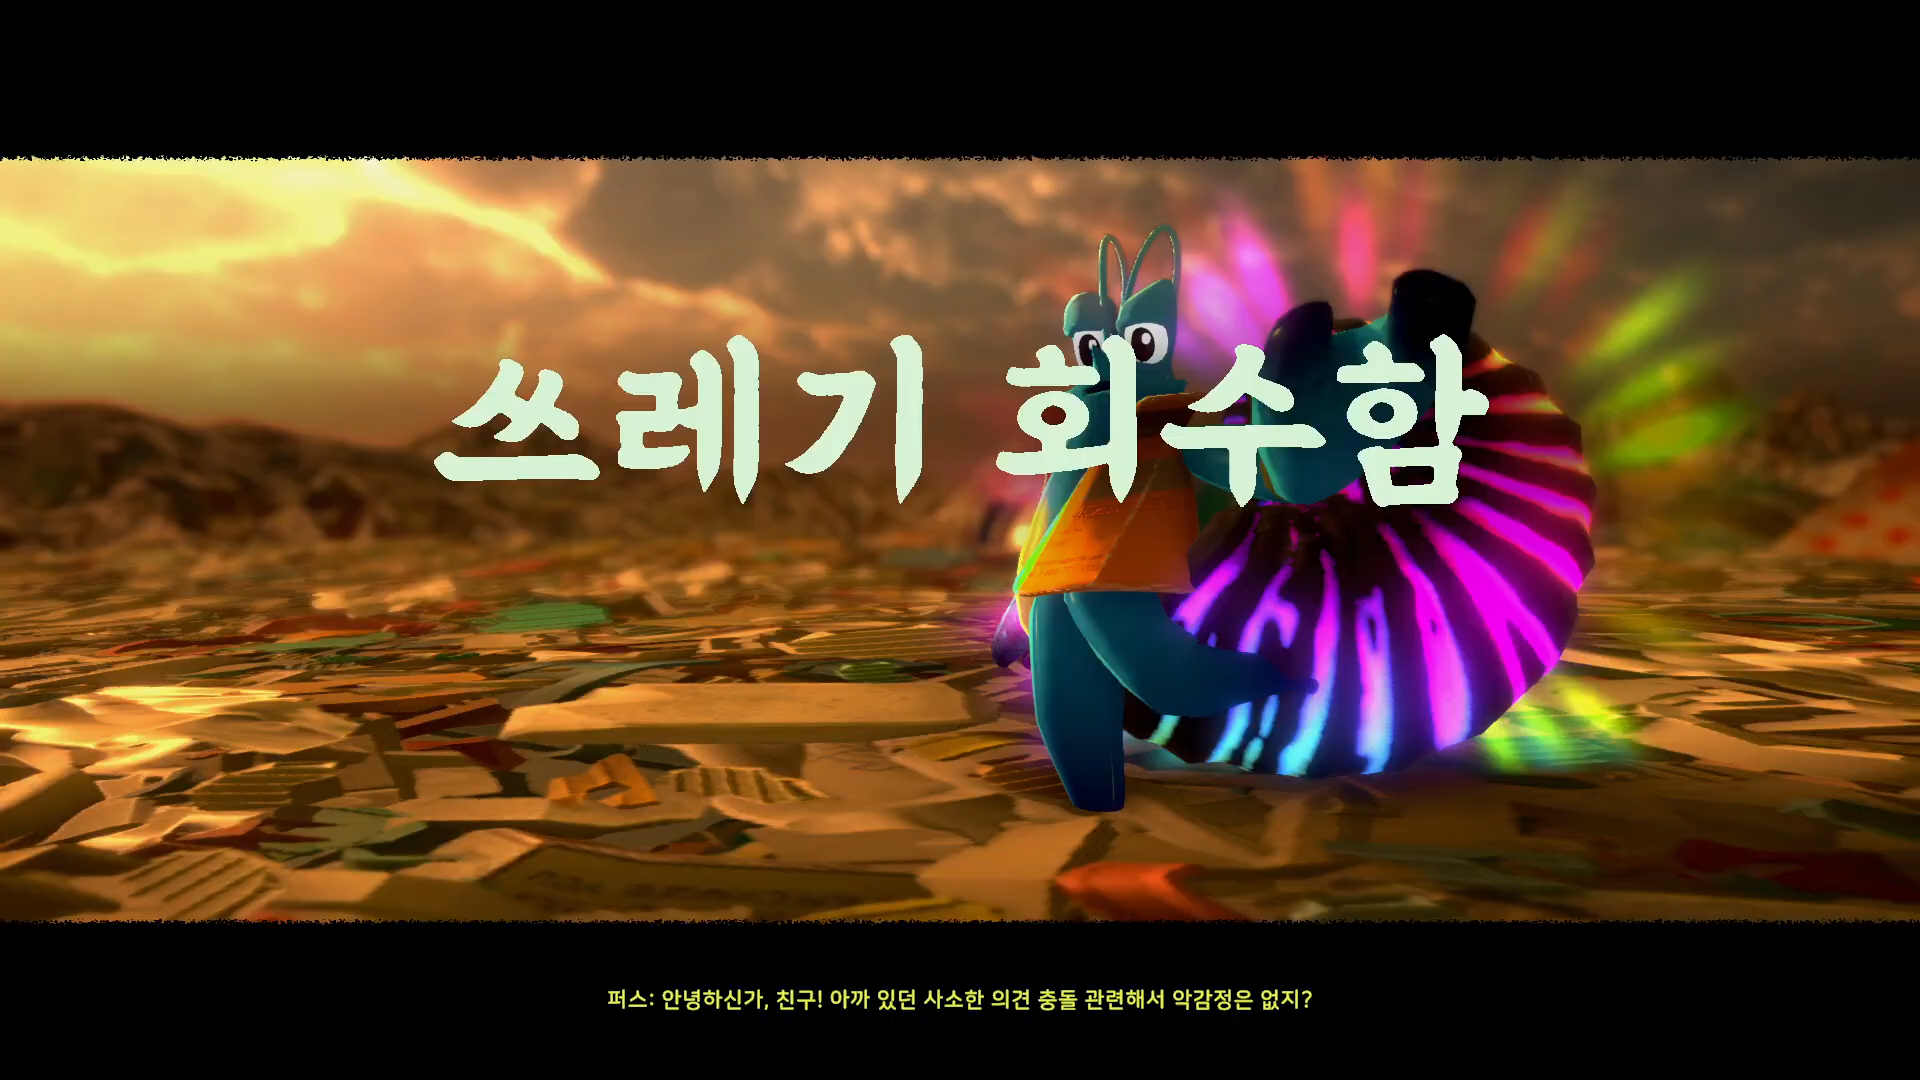 쓰레기 회수함
퍼스: 안녕하신가, 친구! 아까 있던 사소한 의견 충돌 관련해서 악감정은 없지?